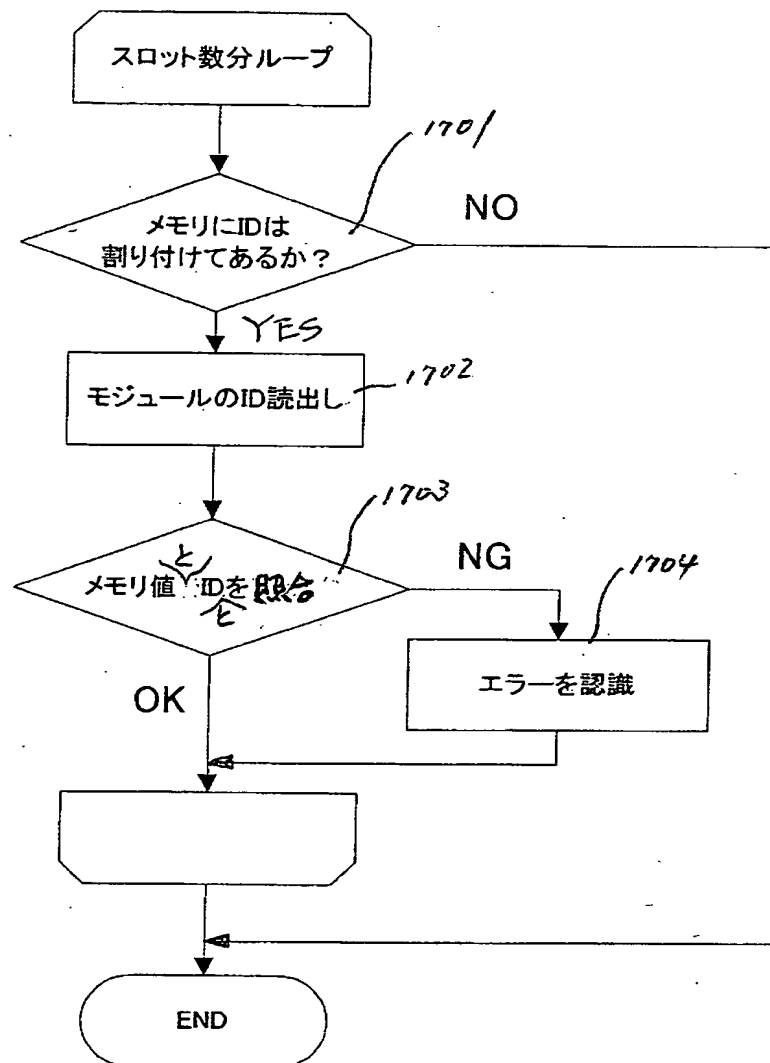 スロット数分ループ
1701
メモリにIDは
割り付けてあるか？
NO
YES
モジュールのID読出し
1702
1703
メモリ値とIDとを照合
NG
1704
エラーを認識
OK
END